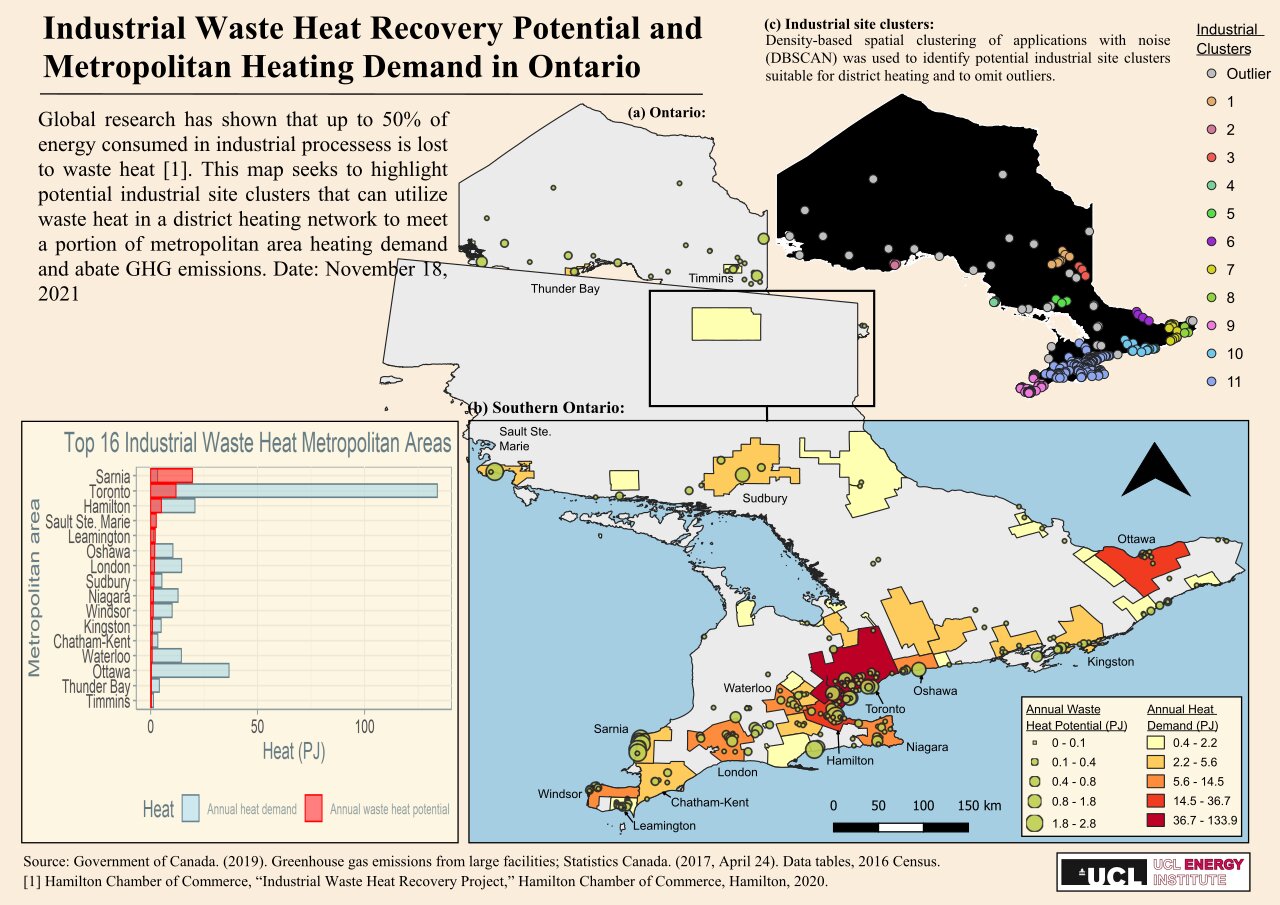 Industrial Waste Heat Recovery Potential and
Metropolitan Heating Demand in Ontario
Global research has shown that up to 50% of
energy consumed in industrial processess is lost
to waste heat [1]. This map seeks to highlight
potential industrial site clusters that can utilize
waste heat in a district heating network to meet
a portion of metropolitan area heating demand
and abate GHG emissions. Date: November 18,
2021
(a) Ontario:
Thunder Bay
Timmins
(c) Industrial site clusters:
Density-based spatial clustering of applications with noise
(DBSCAN) was used to identify potential industrial site clusters
suitable for district heating and to omit outliers.
Industrial
Clusters
Outlier
1
2
3
4
5
6
7
8
9
10
11
Top 16 Industrial Waste Heat Metropolitan Areas
Metropolitan area
Sarnia
Toronto
Hamilton
Sault Ste. Marie
Leamington
Oshawa
London
Sudbury
Niagara
Windsor
Kingston
Chatham-Kent
Waterloo
Ottawa
Thunder Bay
Timmins
0 50 100
Heat (PJ)
Heat Annual heat demand Annual waste heat potential
(b) Southern Ontario:
Sault Ste.
Marie
Sudbury
Ottawa
Kingston
Oshawa
Waterloo
Toronto
Sarnia
Niagara
Hamilton
London
Windsor
Chatham-Kent
Leamington
0 50 100 150 km
Annual Waste
Heat Potential (PJ)
0 - 0.1
0.1 - 0.4
0.4 - 0.8
0.8 - 1.8
1.8 - 2.8
Annual Heat
Demand (PJ)
0.4 - 2.2
2.2 - 5.6
5.6 - 14.5
14.5 - 36.7
36.7 - 133.9
Source: Government of Canada. (2019). Greenhouse gas emissions from large facilities; Statistics Canada. (2017, April 24). Data tables, 2016 Census.
[1] Hamilton Chamber of Commerce, “Industrial Waste Heat Recovery Project,” Hamilton Chamber of Commerce, Hamilton, 2020.
UCL
UCL ENERGY
INSTITUTE